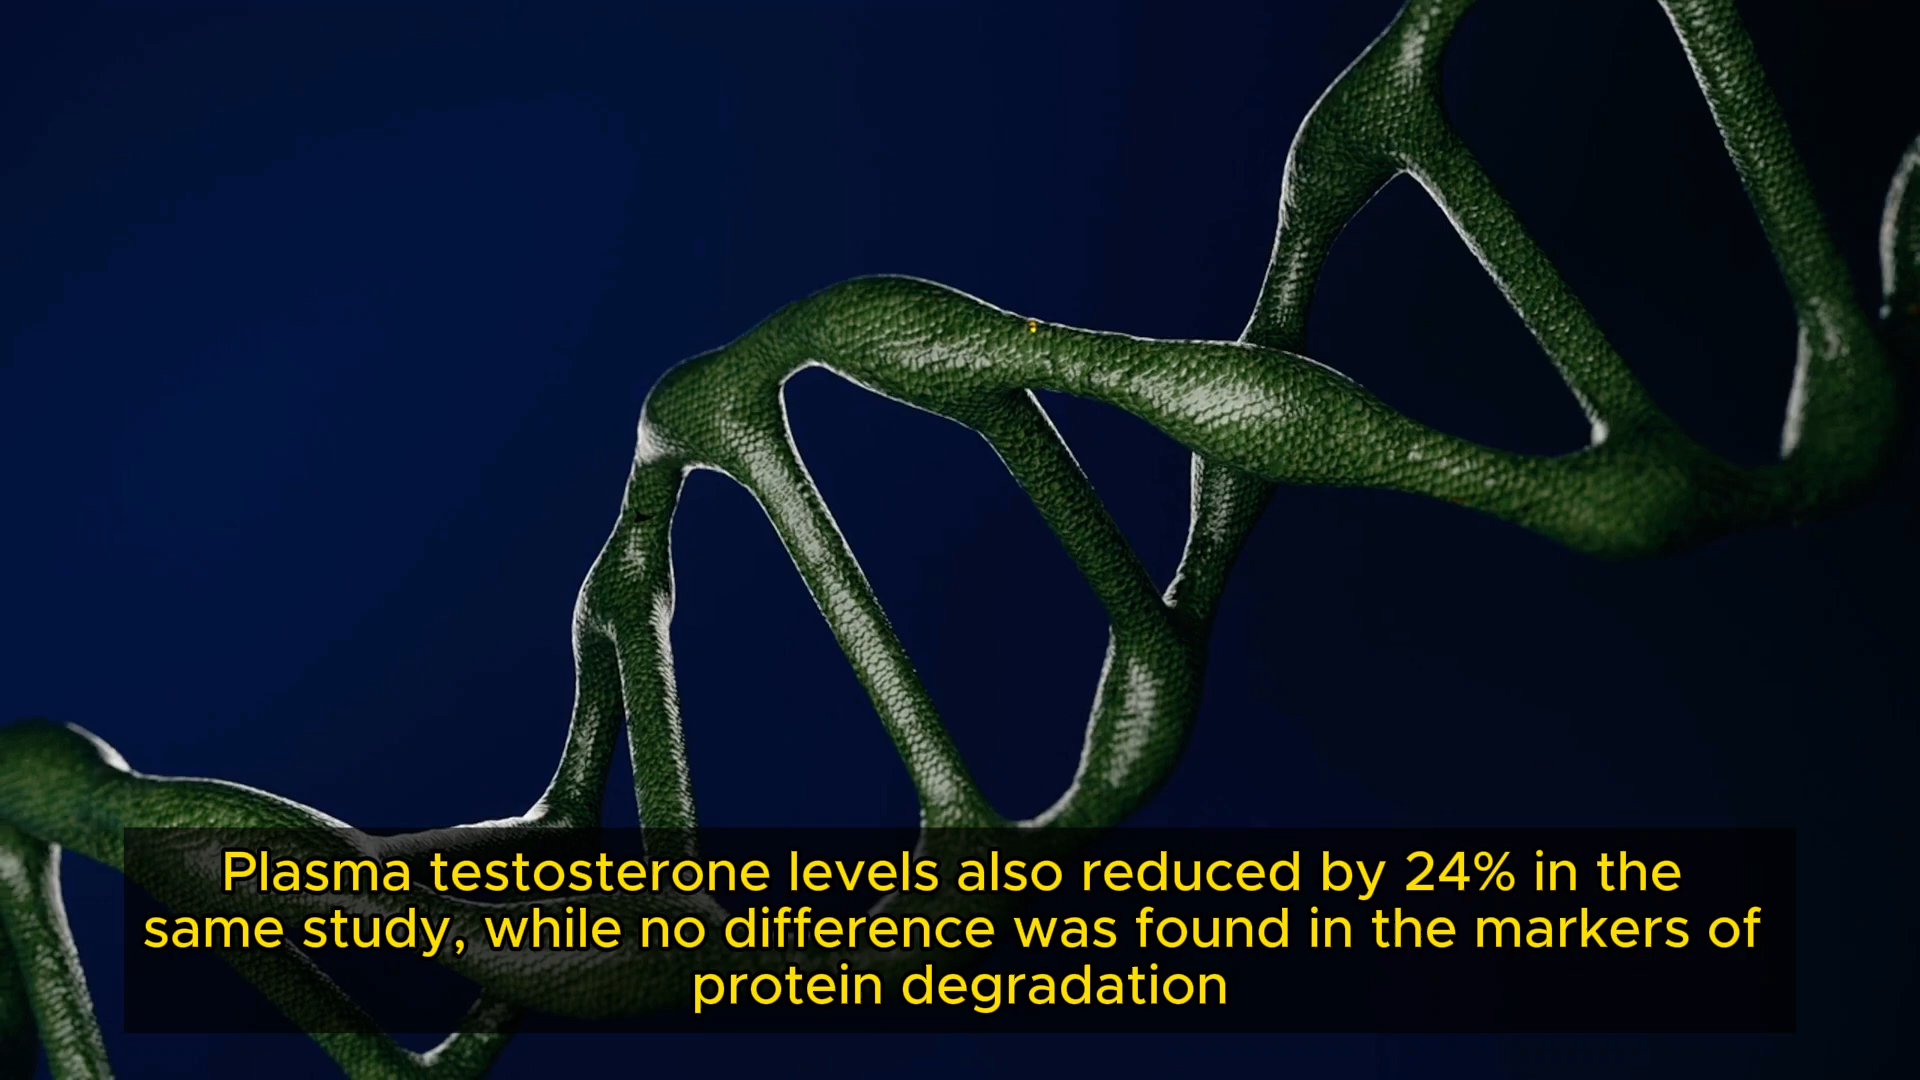 Plasma testosterone levels also reduced by 24% in the
same study, while no difference was found in the markers of
protein degradation